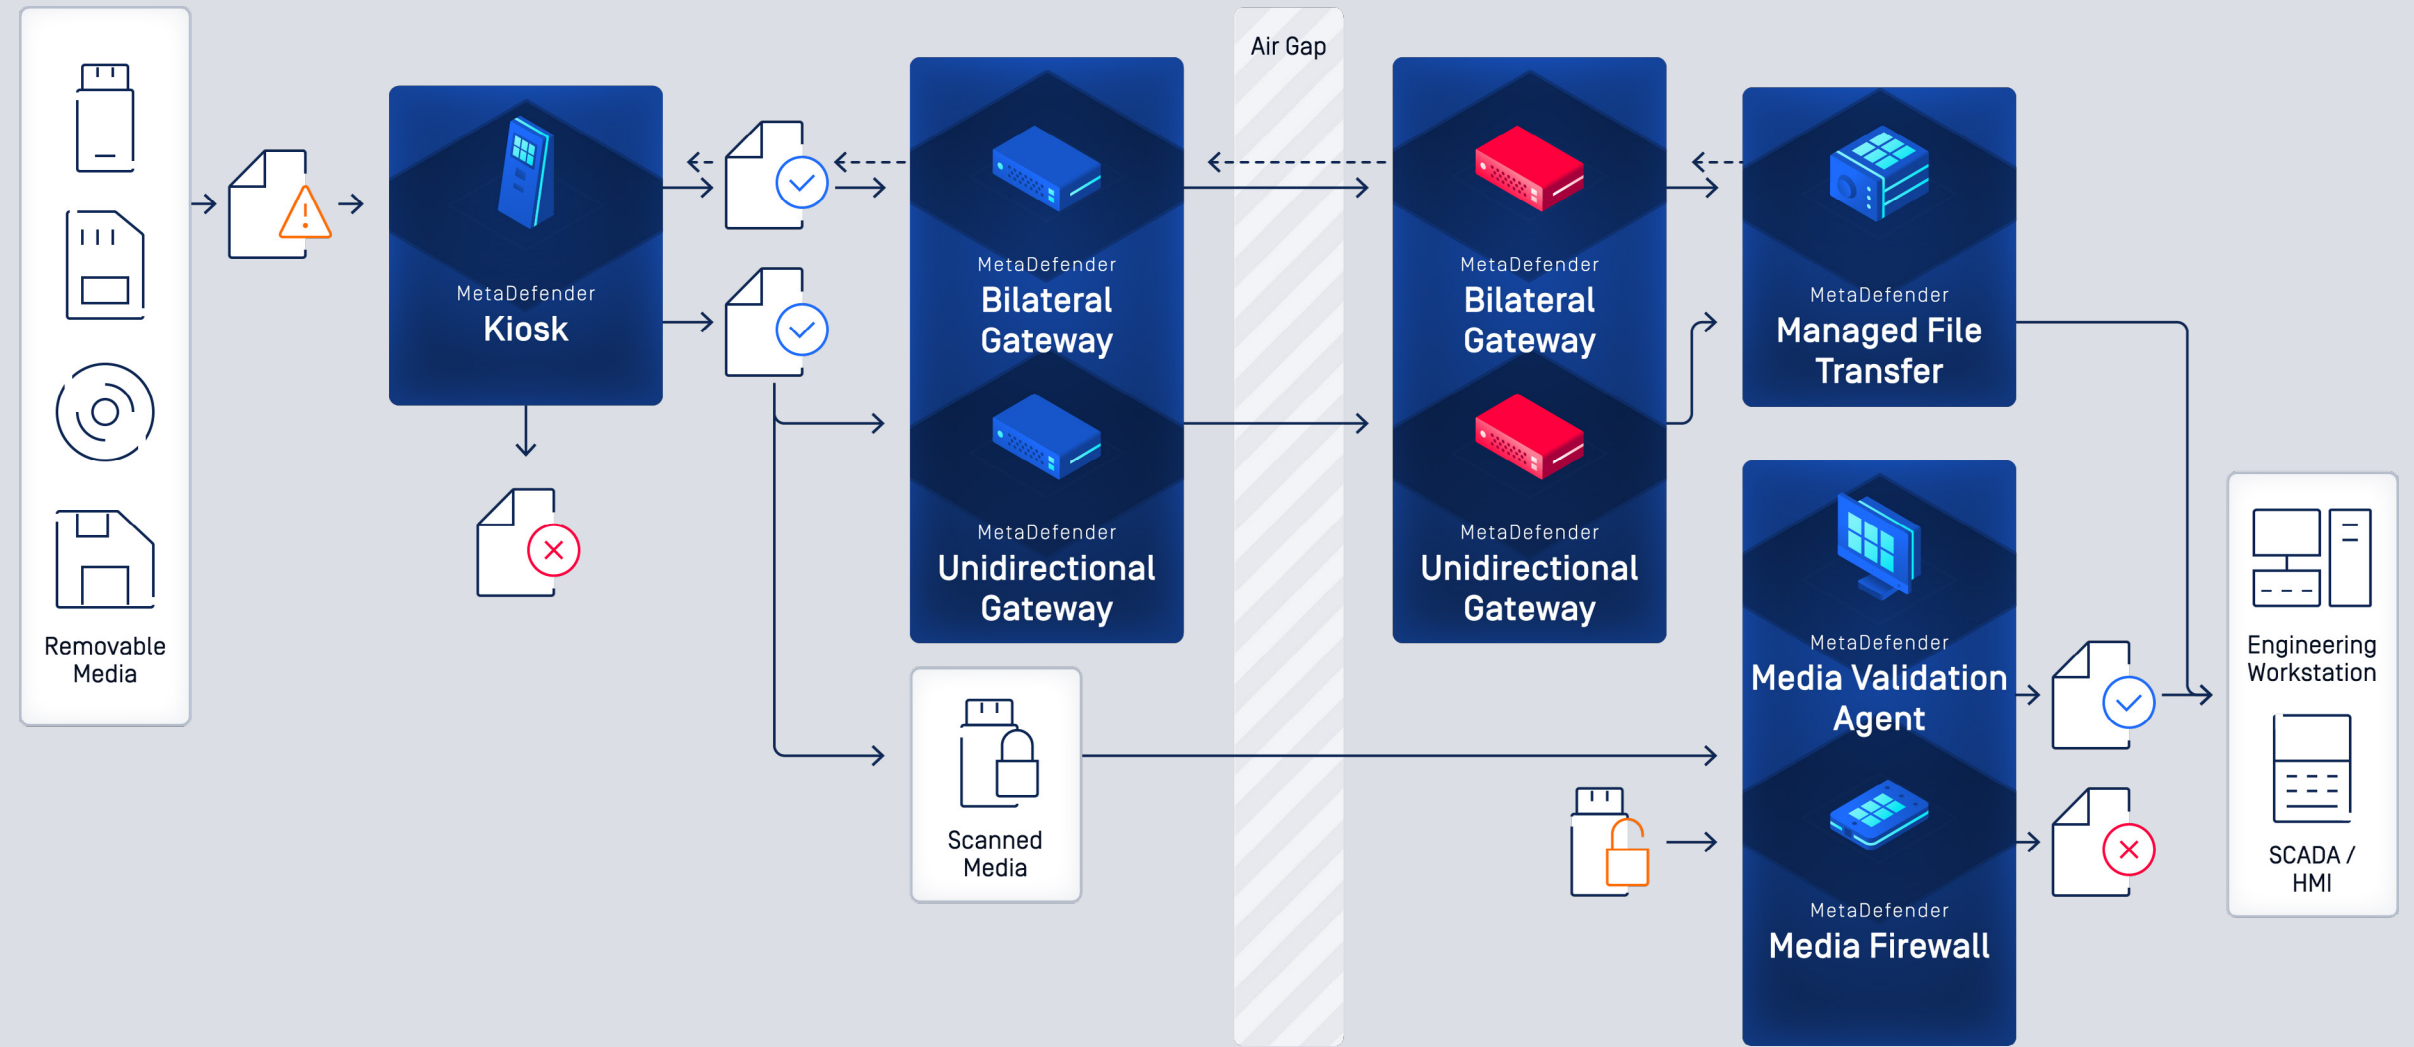 Removable
Media
MetaDefender
Kiosk
MetaDefender
Bilateral
Gateway
MetaDefender
Unidirectional
Gateway
Scanned
Media
Air Gap
MetaDefender
Bilateral
Gateway
MetaDefender
Unidirectional
Gateway
MetaDefender
Managed File
Transfer
MetaDefender
Media Validation
Agent
MetaDefender
Media Firewall
Engineering
Workstation
SCADA /
HMI